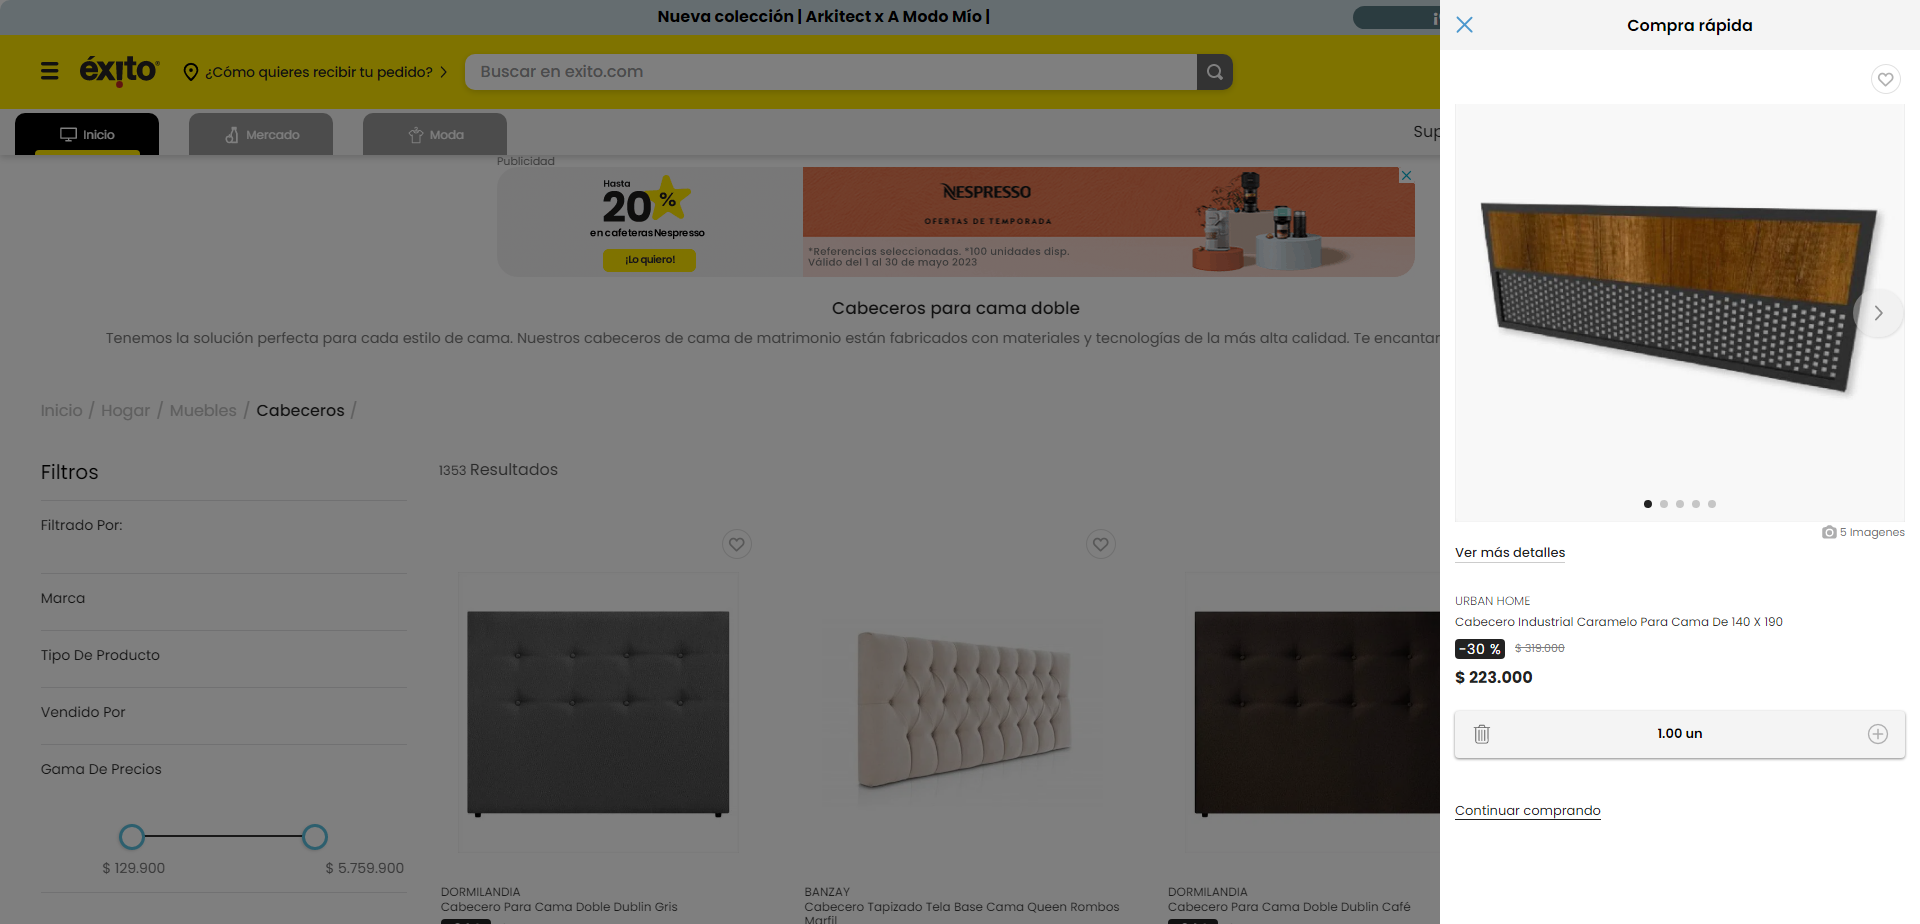 Nueva colección | Arkitect x A Modo Mío |
éxito
¿Cómo quieres recibir tu pedido?
Buscar en exito.com
Inicio
Mercado
Moda
Publicidad
Hasta
20 %
en cafeteras Nespresso
¡Lo quiero!
NESPRESSO
OFERTAS DE TEMPORADA
*Referencias seleccionadas. *100 unidades disp.
Válido del 1 al 30 de mayo 2023
Cabeceros para cama doble
Tenemos la solución perfecta para cada estilo de cama. Nuestros cabeceros de cama de matrimonio están fabricados con materiales y tecnologías de la más alta calidad. Te encantar
Inicio / Hogar / Muebles / Cabeceros /
Filtros
1353 Resultados
Filtrado Por:
Marca
Tipo De Producto
Vendido Por
Gama De Precios
$ 129.900
$ 5.759.900
DORMILANDIA
Cabecero Para Cama Doble Dublin Gris
BANZAY
Cabecero Tapizado Tela Base Cama Queen Rombos
Marfil
DORMILANDIA
Cabecero Para Cama Doble Dublin Café
Compra rápida
5 Imagenes
Ver más detalles
URBAN HOME
Cabecero Industrial Caramelo Para Cama De 140 X 190
-30 % $ 319.000
$ 223.000
1.00 un
Continuar comprando